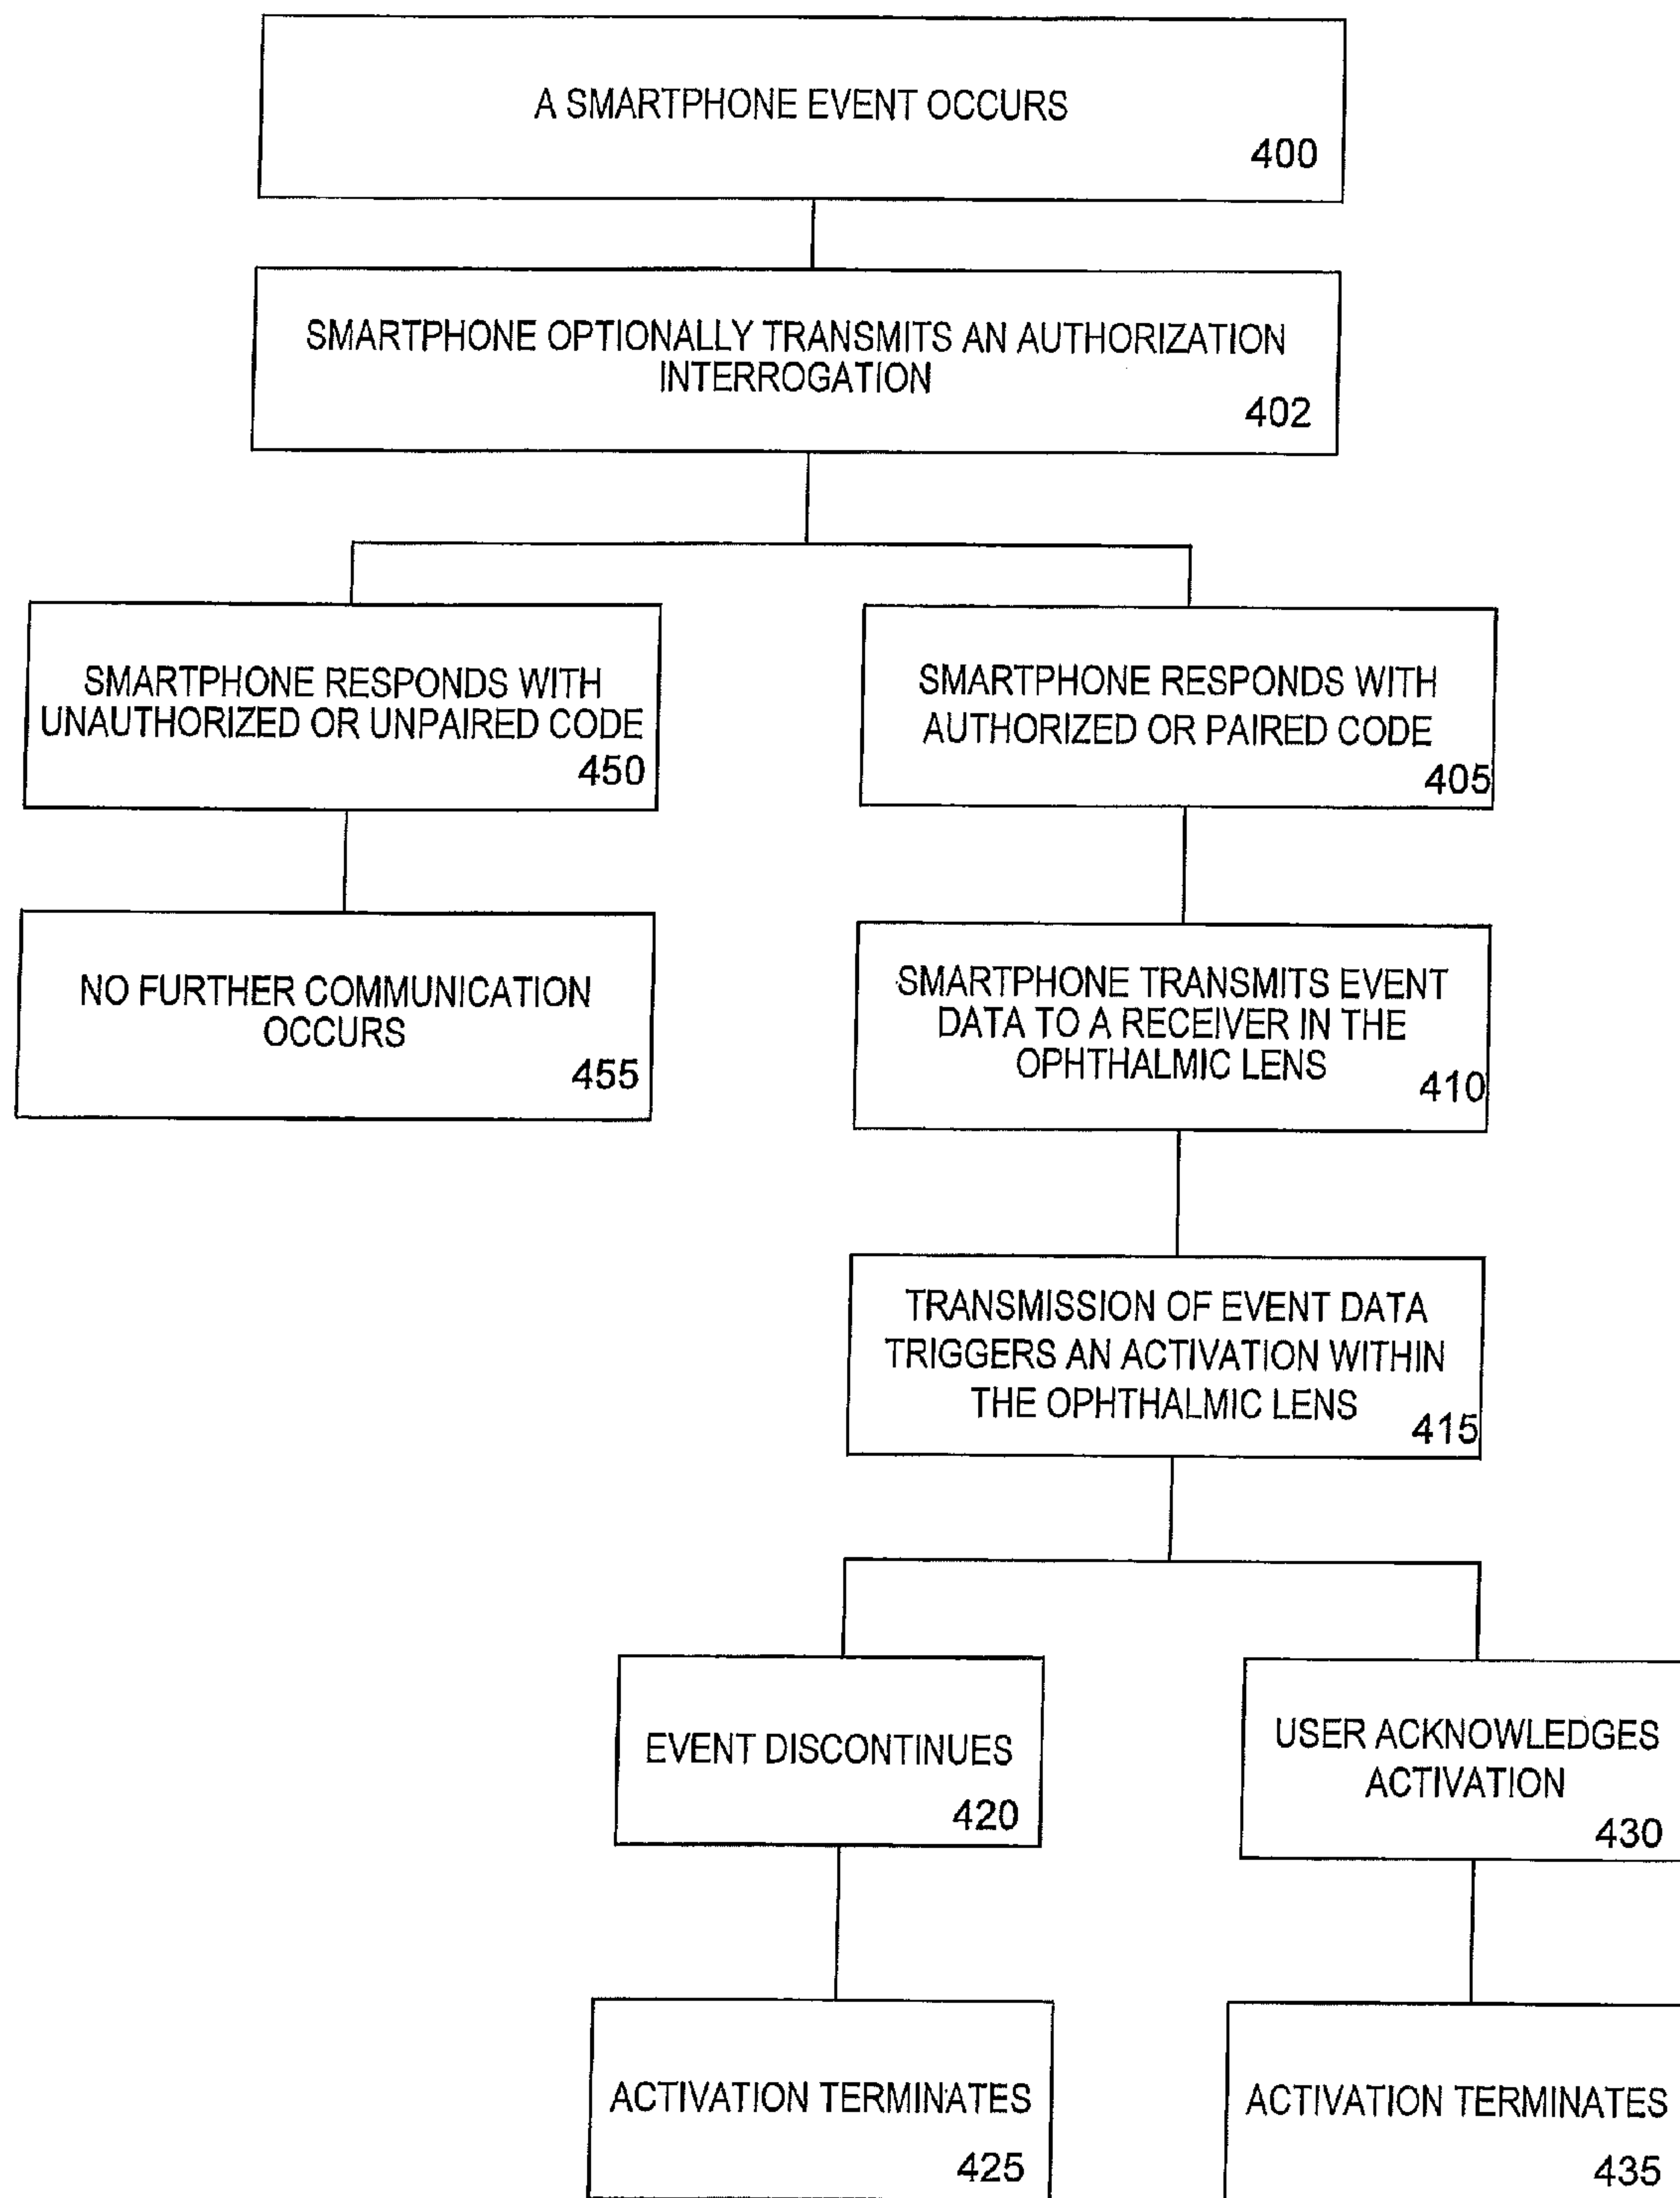 A SMARTPHONE EVENT OCCURS
400
SMARTPHONE OPTIONALLY TRANSMITS AN AUTHORIZATION
INTERROGATION
402
SMARTPHONE RESPONDS WITH
UNAUTHORIZED OR UNPAIRED CODE
450
SMARTPHONE RESPONDS WITH
AUTHORIZED OR PAIRED CODE
405
NO FURTHER COMMUNICATION
OCCURS
455
SMARTPHONE TRANSMITS EVENT
DATA TO A RECEIVER IN THE
OPHTHALMIC LENS
410
TRANSMISSION OF EVENT DATA
TRIGGERS AN ACTIVATION WITHIN
THE OPHTHALMIC LENS
415
EVENT DISCONTINUES
420
USER ACKNOWLEDGES
ACTIVATION
430
ACTIVATION TERMINATES
425
ACTIVATION TERMINATES
435